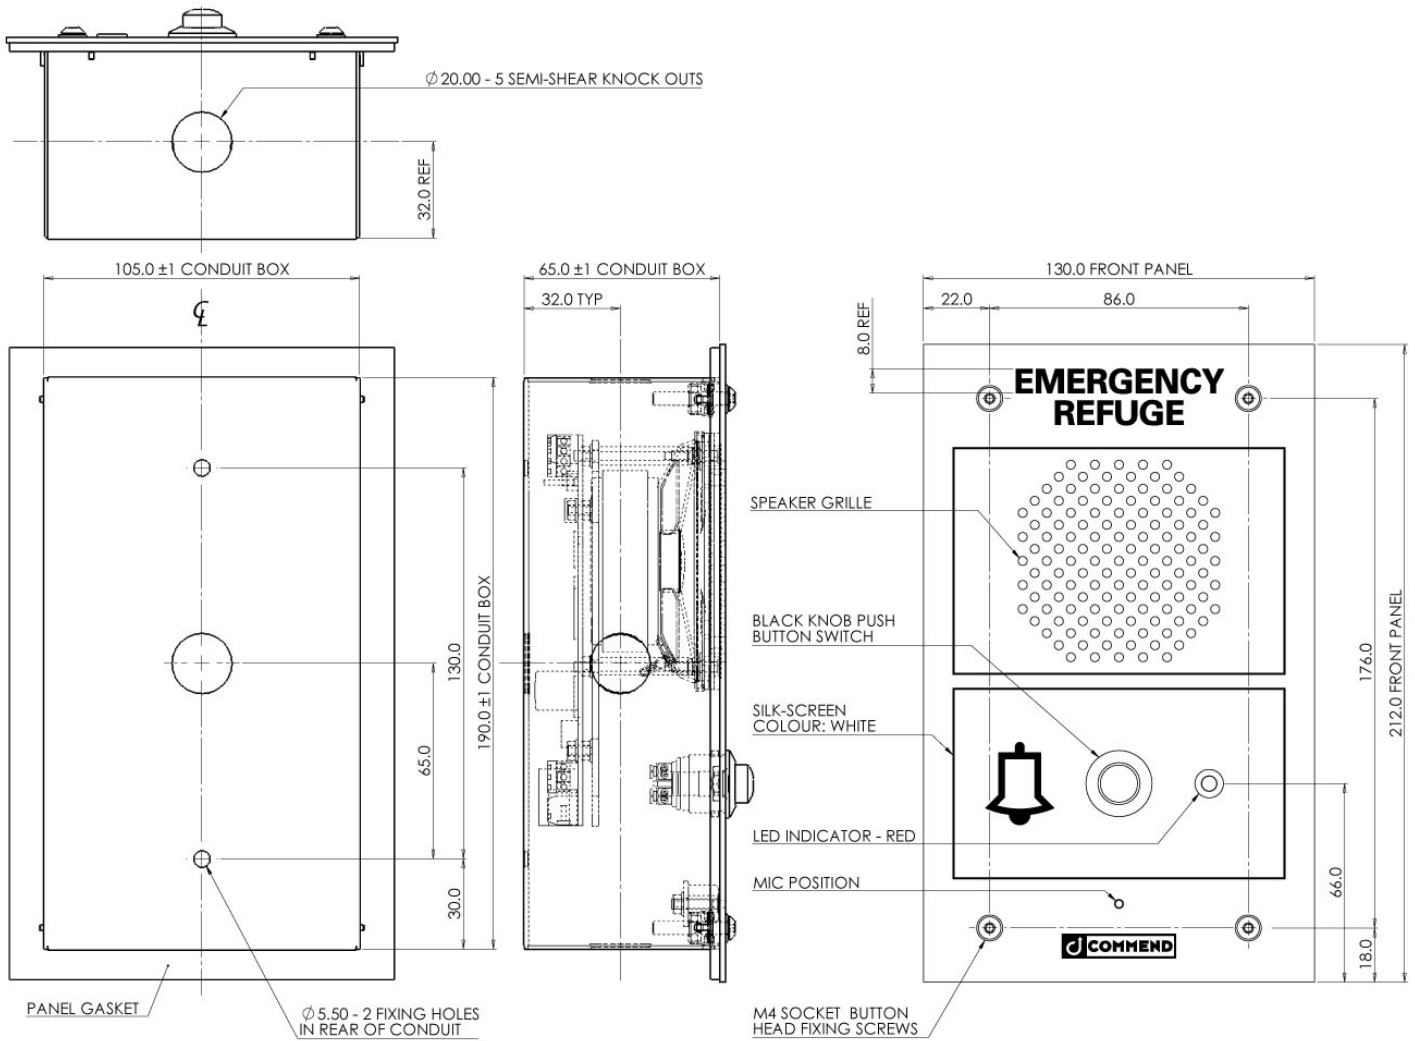 ∅ 20.00 - 5 SEMI-SHEAR KNOCK OUTS
32.0 REF
105.0 ±1 CONDUIT BOX
65.0 ±1 CONDUIT BOX
130.0 FRONT PANEL
32.0 TYP
22.0
86.0
℄
8.0 REF
EMERGENCY
REFUGE
SPEAKER GRILLE
190.0 ±1 CONDUIT BOX
130.0
65.0
30.0
BLACK KNOB PUSH
BUTTON SWITCH
SILK-SCREEN
COLOUR: WHITE
LED INDICATOR - RED
MIC POSITION
176.0
212.0 FRONT PANEL
66.0
18.0
COMMEND
PANEL GASKET
∅ 5.50 - 2 FIXING HOLES
IN REAR OF CONDUIT
M4 SOCKET BUTTON
HEAD FIXING SCREWS